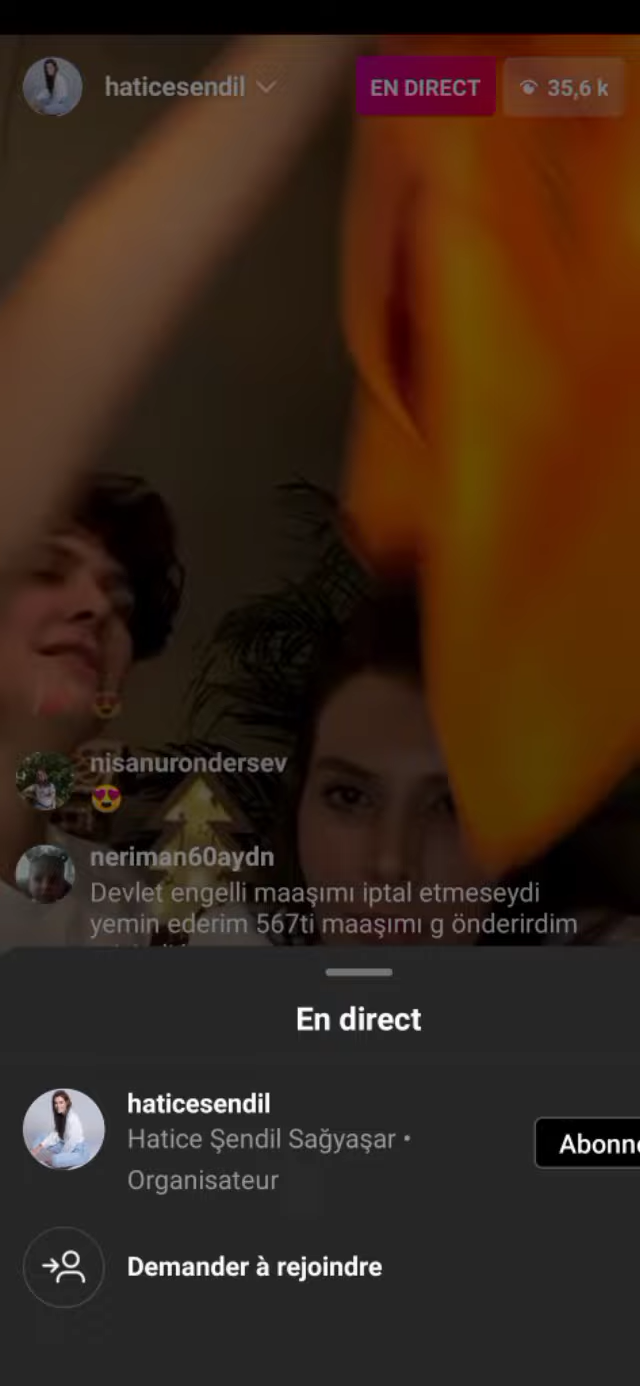 haticesendil
EN DIRECT
35,6 k
nisanurondersev
😍
neriman60aydn
Devlet engelli maaşımı iptal etmeseydi
yemin ederim 567ti maaşımı g önderirdim
En direct
haticesendil
Hatice Şendil Sağyaşar •
Organisateur
Abonn
Demander à rejoindre